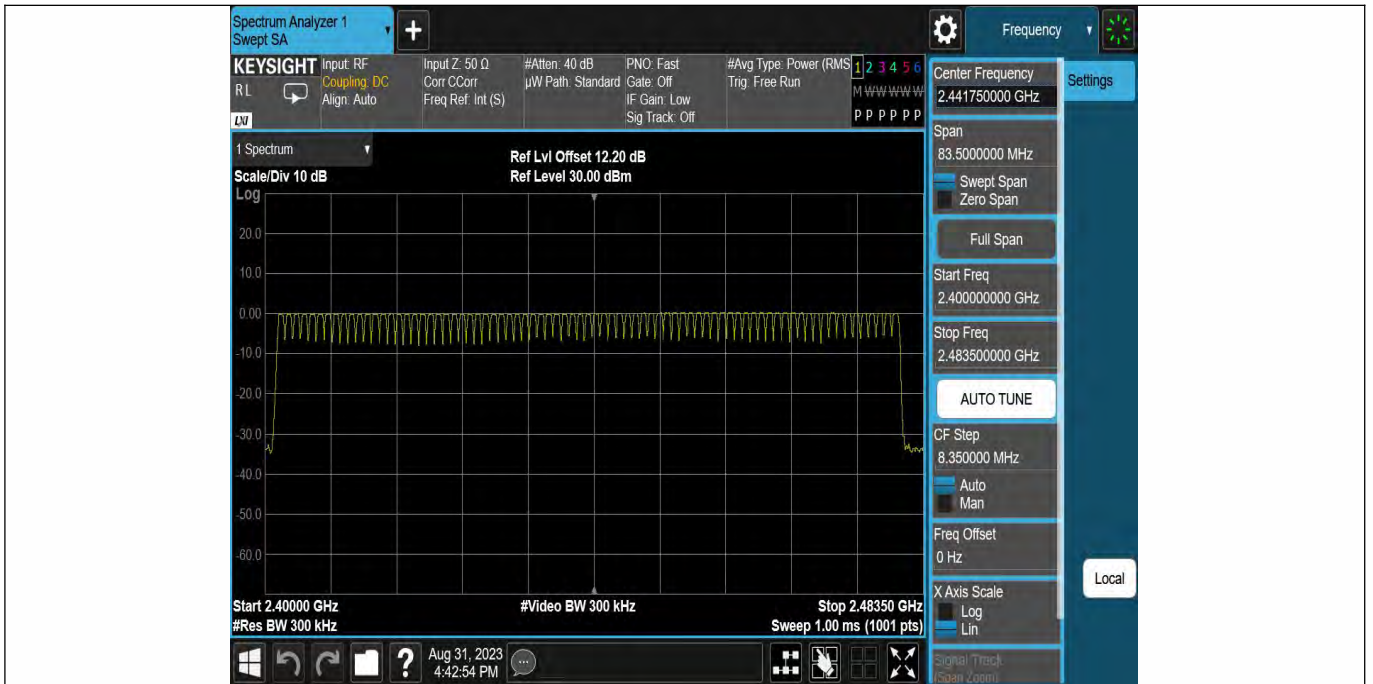 Spectrum Analyzer 1
Swept SA
+
Frequency
KEYSIGHT
RL
LXI
Input: RF
Coupling: DC
Align: Auto
Input Z: 50 Ω
Corr CCorr
Freq Ref: Int (S)
#Atten: 40 dB
µW Path: Standard
PNO: Fast
Gate: Off
IF Gain: Low
Sig Track: Off
#Avg Type: Power (RMS
Trig: Free Run
1 2 3 4 5 6
M W W W W W
P P P P P P
1 Spectrum
Scale/Div 10 dB
Ref Lvl Offset 12.20 dB
Ref Level 30.00 dBm
Log
20.0
10.0
0.00
-10.0
-20.0
-30.0
-40.0
-50.0
-60.0
Start 2.40000 GHz
#Res BW 300 kHz
#Video BW 300 kHz
Stop 2.48350 GHz
Sweep 1.00 ms (1001 pts)
Aug 31, 2023
4:42:54 PM
Center Frequency
2.441750000 GHz
Settings
Span
83.5000000 MHz
Swept Span
Zero Span
Full Span
Start Freq
2.400000000 GHz
Stop Freq
2.483500000 GHz
AUTO TUNE
CF Step
8.350000 MHz
Auto
Man
Freq Offset
0 Hz
X Axis Scale
Log
Lin
Local
Signal Track
(Span Zoom)